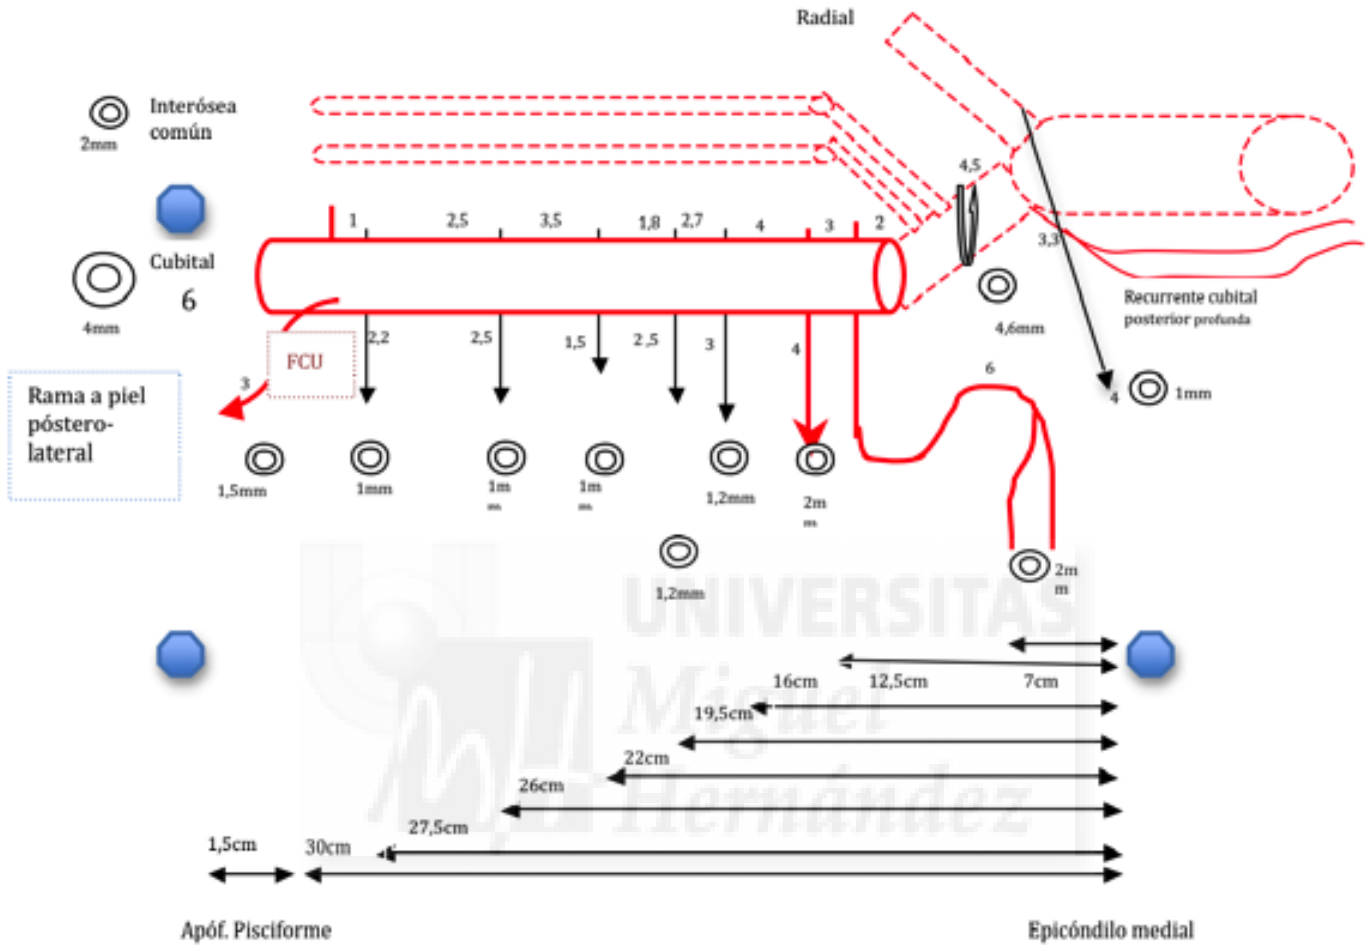 Radial
Interósea
común
2mm
4,5
1
2,5
3,5
1,8
2,7
4
3
2
3,3
Cubital
6
4mm
Recurrente cubital
posterior profunda
4,6mm
2,2
2,5
1,5
2,5
3
4
FCU
6
4
1mm
3
Rama a piel
póstero-
lateral
1,5mm
1mm
1m
m
1m
m
1,2mm
2m
m
1,2mm
2m
m
UNIVERSITAS
Miguel
Hernández
16cm
12,5cm
7cm
19,5cm
22cm
26cm
27,5cm
1,5cm
30cm
Apóf. Pisciforme
Epicóndilo medial